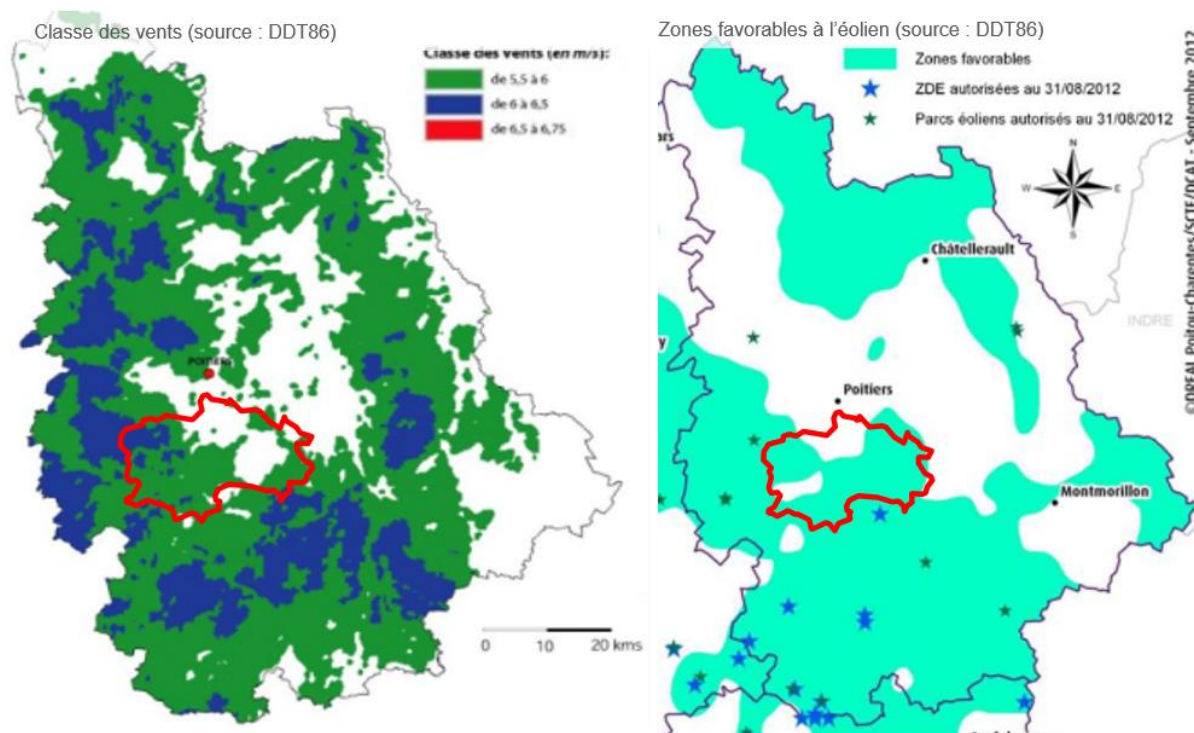 Classe des vents (source : DDT86)
Classe des vents (en m/s):
de 5,5 à 6
de 6 à 6,5
de 6,5 à 6,75
POITIERS
0 10 20 kms
Zones favorables à l'éolien (source : DDT86)
Zones favorables
ZDE autorisées au 31/08/2012
Parcs éoliens autorisés au 31/08/2012
N
W E
S
Châtellerault
INDRE
Poitiers
Montmorillon
©DREAL Poitou-Charentes/SCTE/DCAT - Septembre 2012